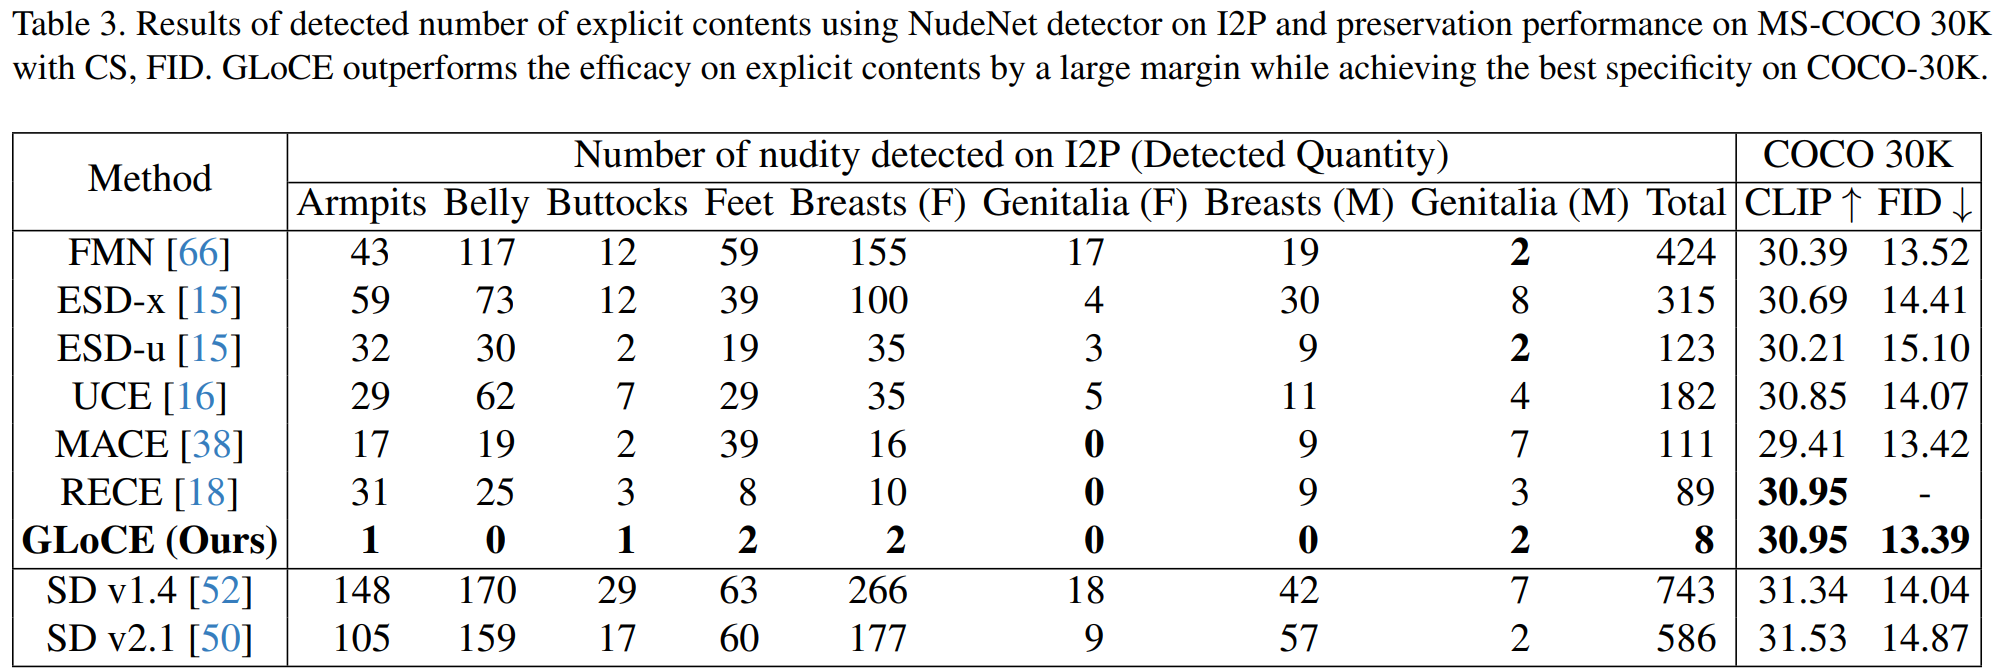 Table 3. Results of detected number of explicit contents using NudeNet detector on I2P and preservation performance on MS-COCO 30K
with CS, FID. GLoCE outperforms the efficacy on explicit contents by a large margin while achieving the best specificity on COCO-30K.
Method Number of nudity detected on I2P (Detected Quantity) COCO 30K
Armpits Belly Buttocks Feet Breasts (F) Genitalia (F) Breasts (M) Genitalia (M) Total CLIP ↑ FID ↓
FMN [66] 43 117 12 59 155 17 19 2 424 30.39 13.52
ESD-x [15] 59 73 12 39 100 4 30 8 315 30.69 14.41
ESD-u [15] 32 30 2 19 35 3 9 2 123 30.21 15.10
UCE [16] 29 62 7 29 35 5 11 4 182 30.85 14.07
MACE [38] 17 19 2 39 16 0 9 7 111 29.41 13.42
RECE [18] 31 25 3 8 10 0 9 3 89 30.95 -
GLoCE (Ours) 1 0 1 2 2 0 0 2 8 30.95 13.39
SD v1.4 [52] 148 170 29 63 266 18 42 7 743 31.34 14.04
SD v2.1 [50] 105 159 17 60 177 9 57 2 586 31.53 14.87